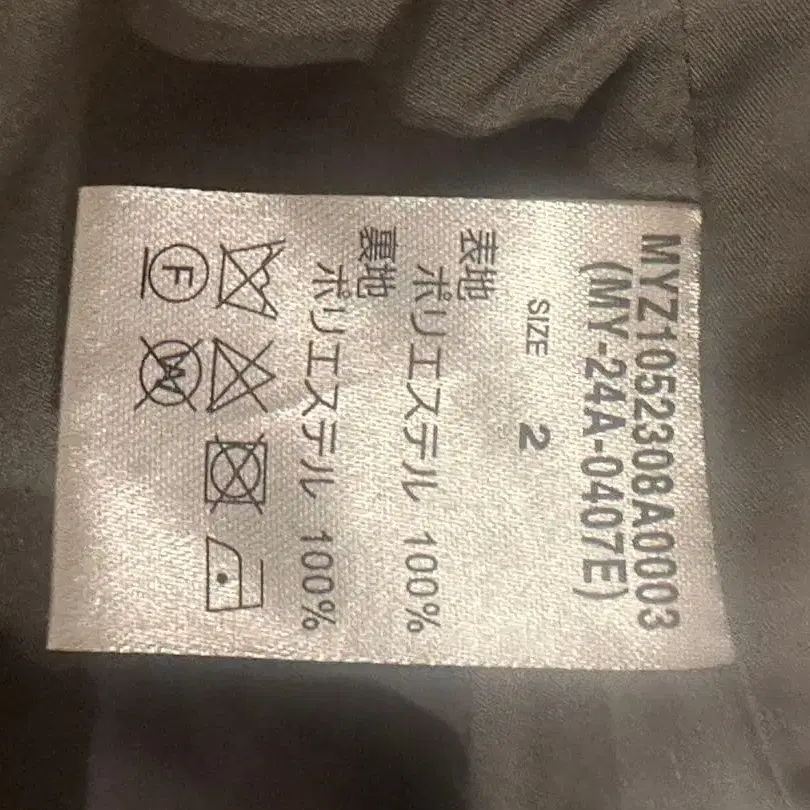 MYZ1052308A0003
(MY-24A-0407E)
SIZE 2
表地
ポリエステル 100%
裏地
ポリエステル 100%
F W